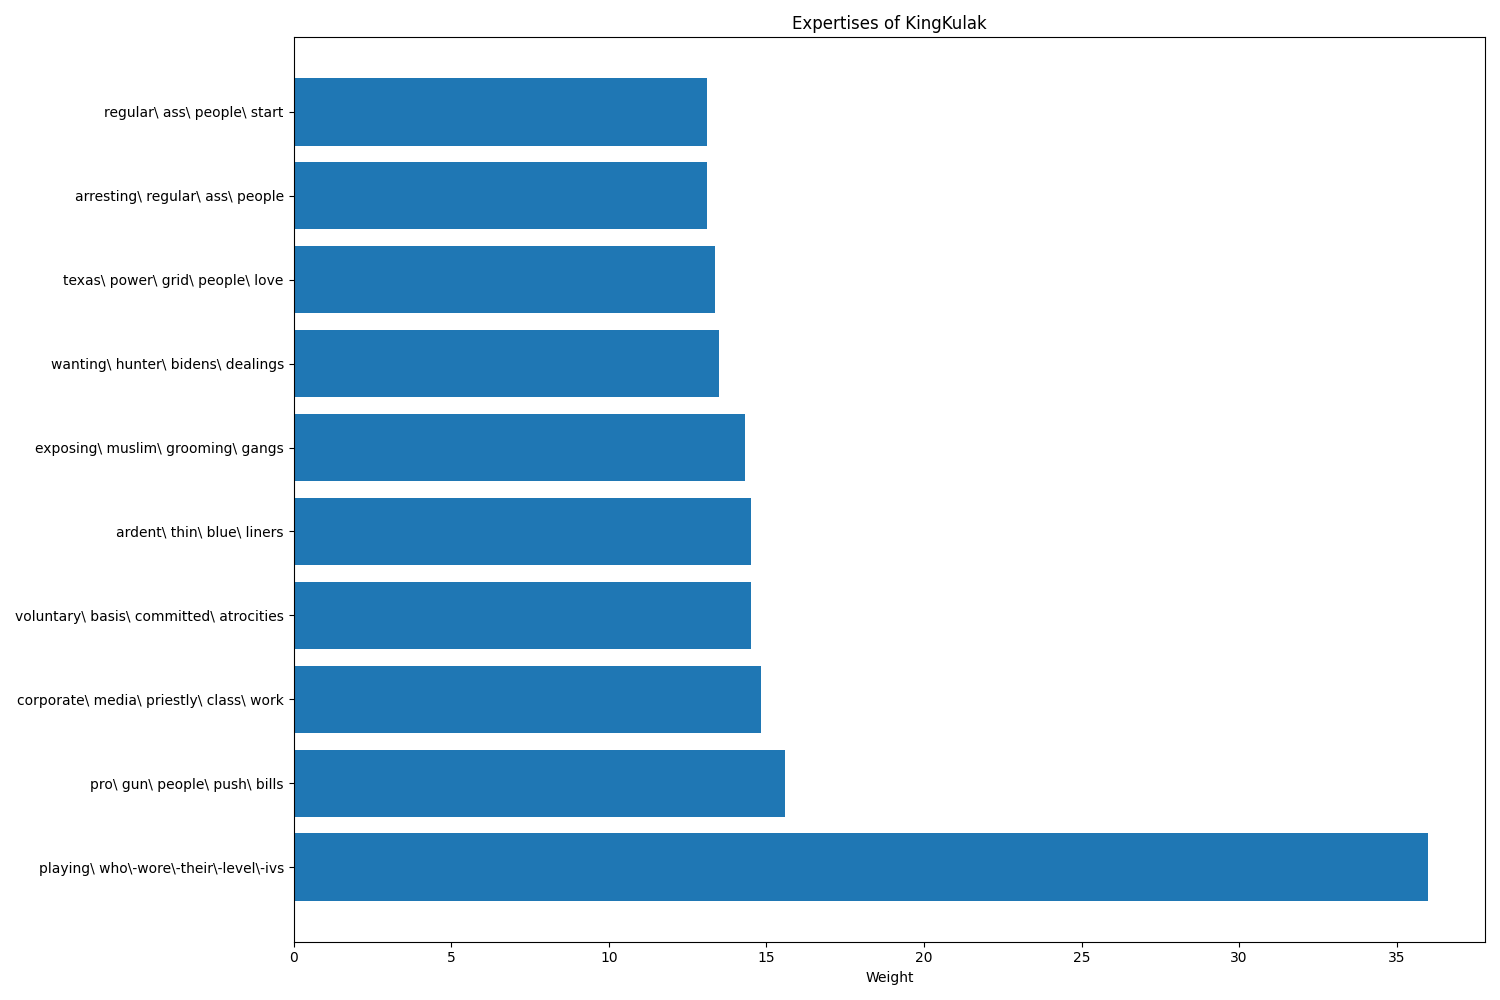 Expertises of KingKulak
regular\ ass\ people\ start
arresting\ regular\ ass\ people
texas\ power\ grid\ people\ love
wanting\ hunter\ bidens\ dealings
exposing\ muslim\ grooming\ gangs
ardent\ thin\ blue\ liners
voluntary\ basis\ committed\ atrocities
corporate\ media\ priestly\ class\ work
pro\ gun\ people\ push\ bills
playing\ who\-wore\-their\-level\-ivs
0 5 10 15 20 25 30 35
Weight